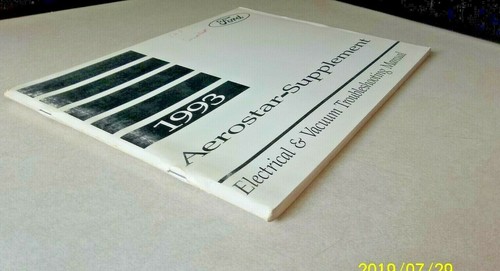 Ford
1993
Aerostar•Supplement
Electrical & Vacuum Troubleshooting Manual
2019/07/29